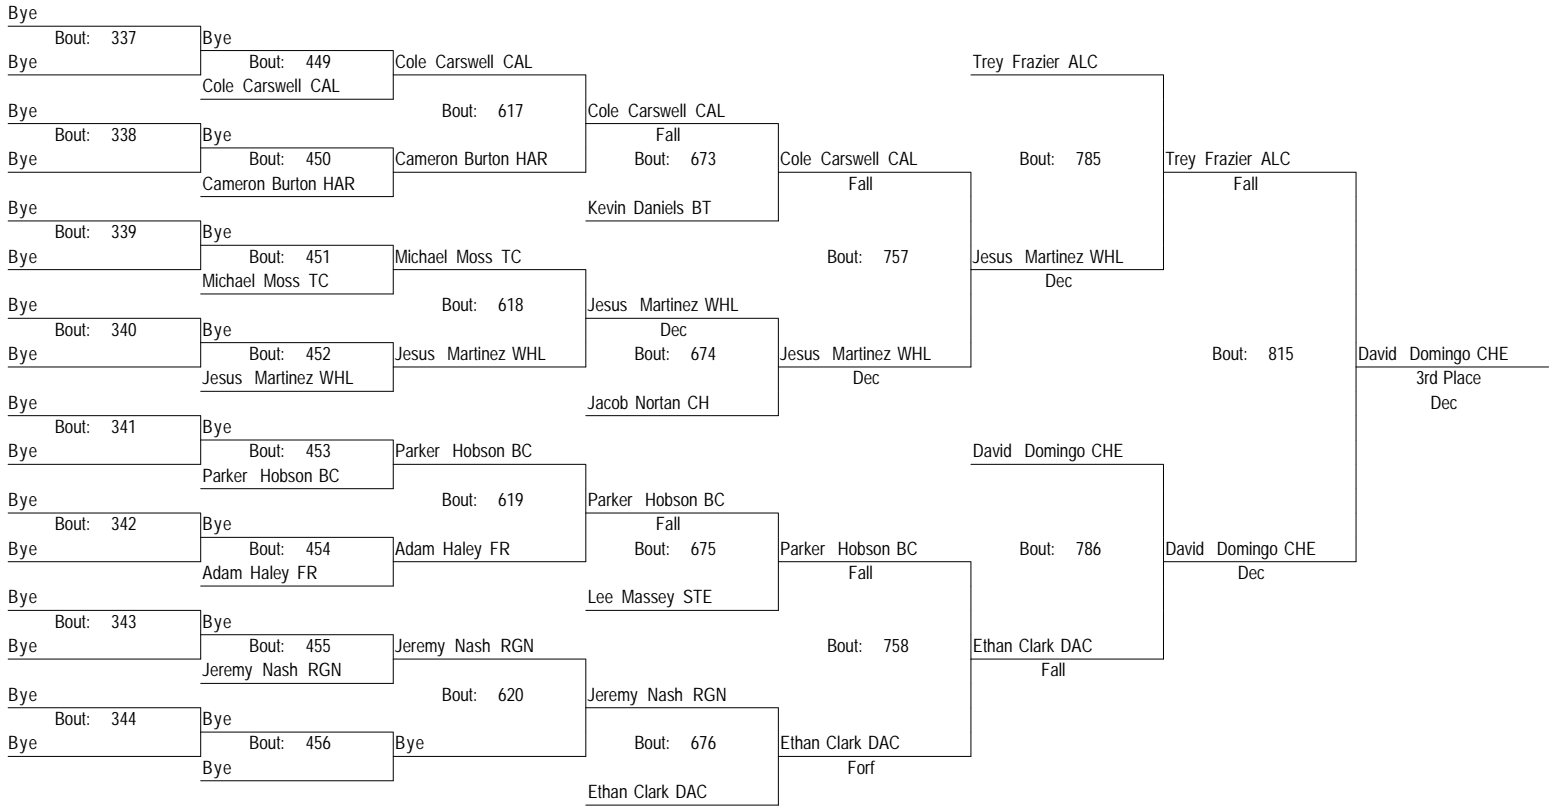 Bye
Bout: 337 Bye
Bye Bout: 449 Cole Carswell CAL Trey Frazier ALC
Cole Carswell CAL
Bye Bout: 617 Cole Carswell CAL
Bout: 338 Bye Fall
Bye Bout: 450 Cameron Burton HAR Bout: 673 Cole Carswell CAL Bout: 785 Trey Frazier ALC
Cameron Burton HAR Fall Fall
Bye Kevin Daniels BT
Bout: 339 Bye
Bye Bout: 451 Michael Moss TC Bout: 757 Jesus Martinez WHL
Michael Moss TC Dec
Bye Bout: 618 Jesus Martinez WHL
Bout: 340 Bye Dec
Bye Bout: 452 Jesus Martinez WHL Bout: 674 Jesus Martinez WHL Bout: 815 David Domingo CHE
Jesus Martinez WHL Dec 3rd Place
Bye Jacob Nortan CH Dec
Bout: 341 Bye
Bye Bout: 453 Parker Hobson BC David Domingo CHE
Parker Hobson BC
Bye Bout: 619 Parker Hobson BC
Bout: 342 Bye Fall
Bye Bout: 454 Adam Haley FR Bout: 675 Parker Hobson BC Bout: 786 David Domingo CHE
Adam Haley FR Fall Dec
Bye Lee Massey STE
Bout: 343 Bye
Bye Bout: 455 Jeremy Nash RGN Bout: 758 Ethan Clark DAC
Jeremy Nash RGN Fall
Bye Bout: 620 Jeremy Nash RGN
Bout: 344 Bye
Bye Bout: 456 Bye Bout: 676 Ethan Clark DAC
Bye Forf
Ethan Clark DAC